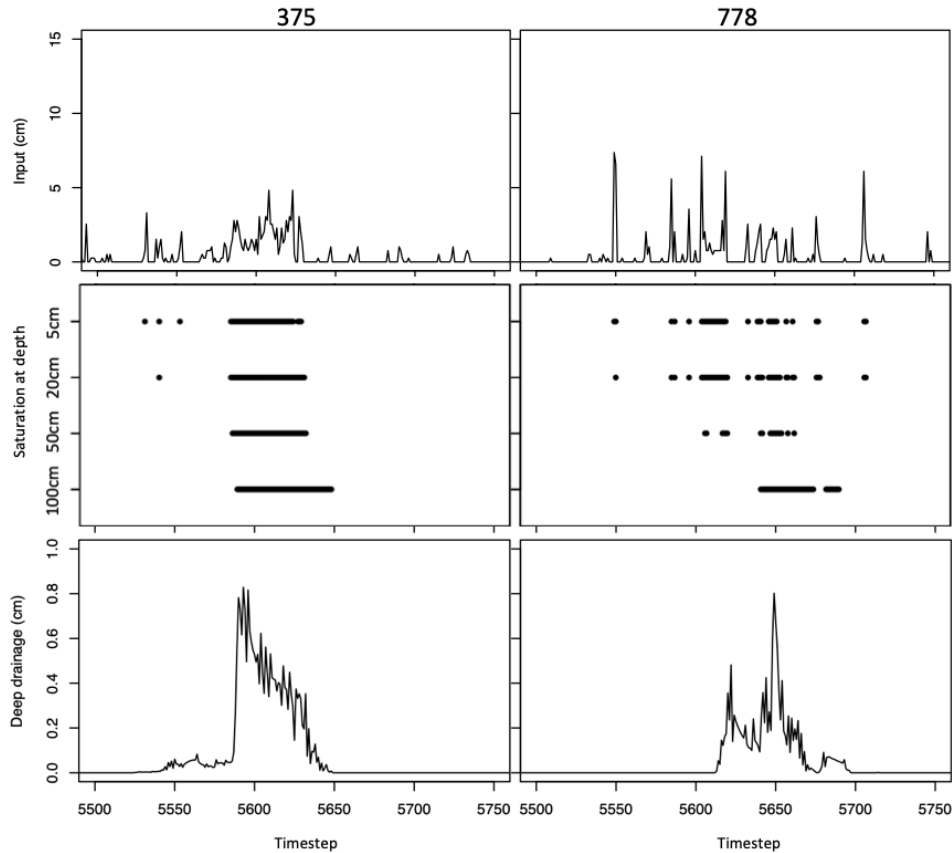 375 778
Input (cm)
15
10
5
0
Saturation at depth
5cm
20cm
50cm
100cm
Deep drainage (cm)
1.0
0.8
0.6
0.4
0.2
0.0
5500 5550 5600 5650 5700 5750 5500 5550 5600 5650 5700 5750
Timestep Timestep